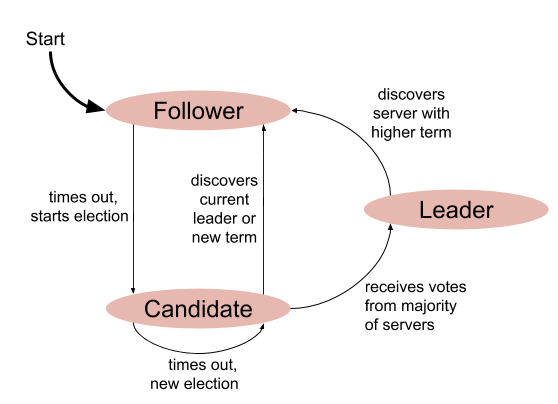 Start
Follower
discovers
server with
higher term
times out,
starts election
discovers
current
leader or
new term
Leader
Candidate
receives votes
from majority
of servers
times out,
new election